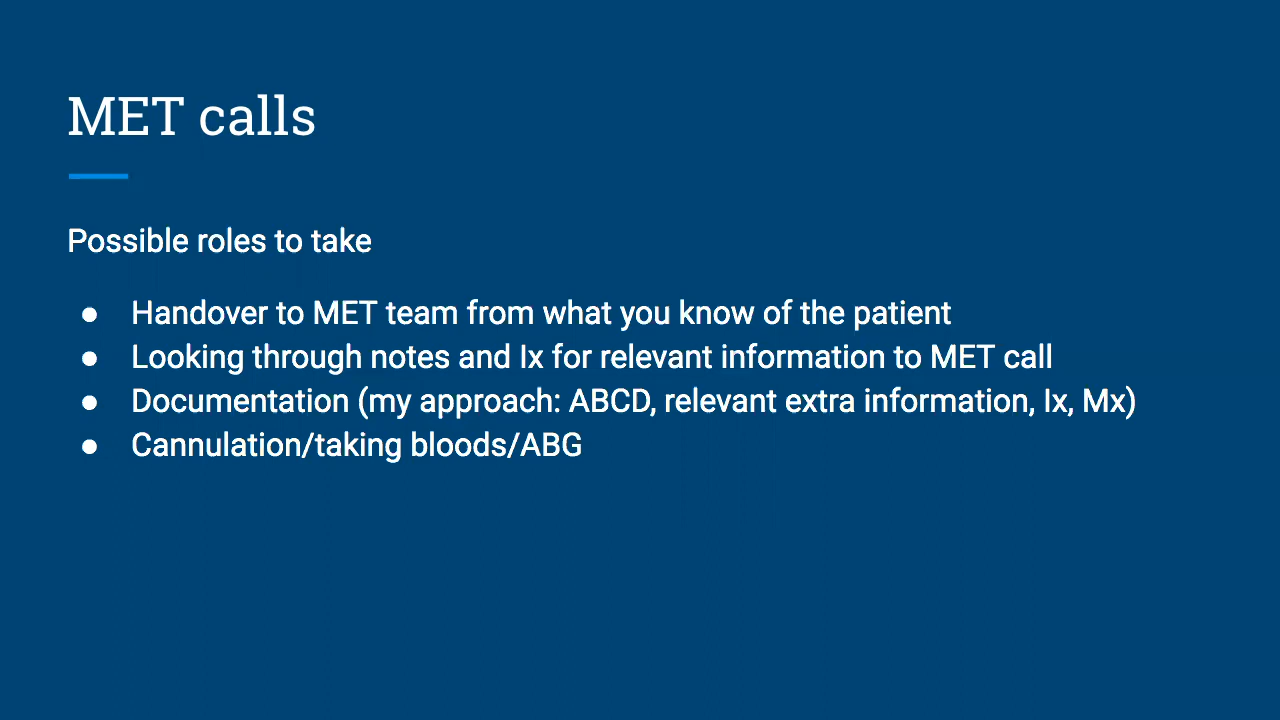 MET calls
Possible roles to take
● Handover to MET team from what you know of the patient
● Looking through notes and Ix for relevant information to MET call
● Documentation (my approach: ABCD, relevant extra information, Ix, Mx)
● Cannulation/taking bloods/ABG